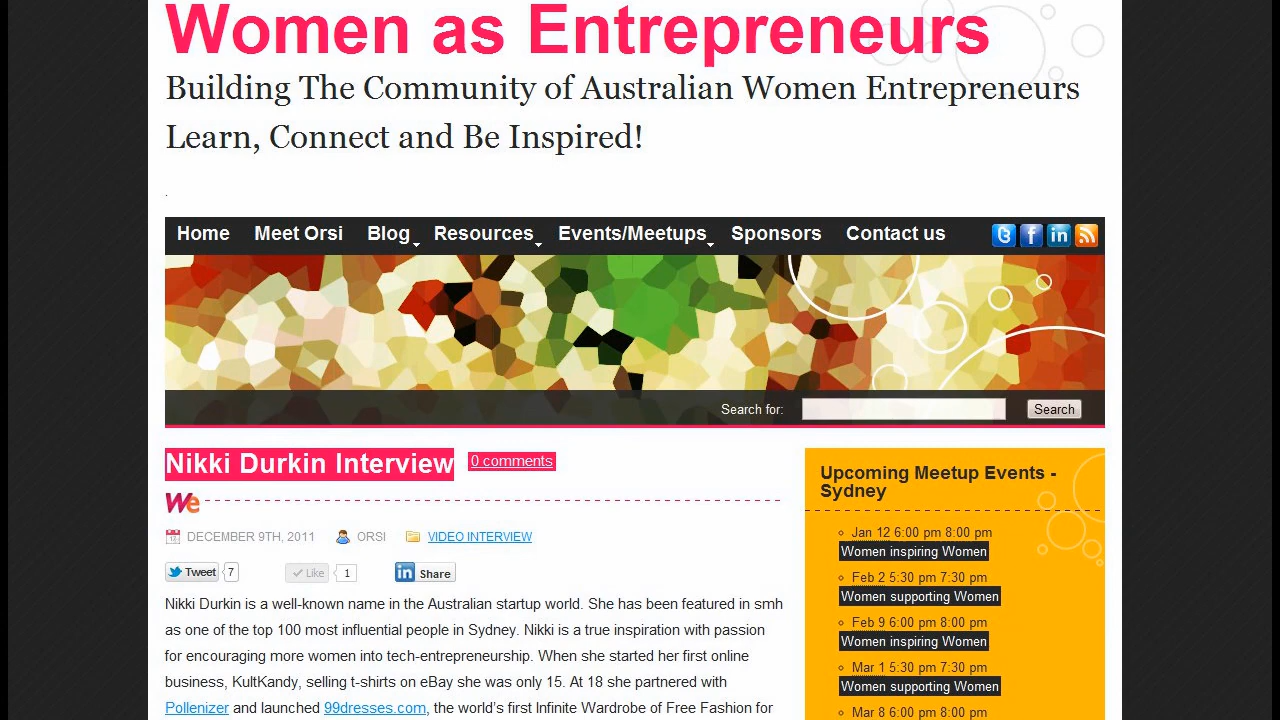 Women as Entrepreneurs
Building The Community of Australian Women Entrepreneurs
Learn, Connect and Be Inspired!
.
Home Meet Orsi Blog Resources Events/Meetups Sponsors Contact us
Search for: Search
Nikki Durkin Interview 0 comments
We
DECEMBER 9TH, 2011 ORSI VIDEO INTERVIEW
Tweet 7 Like 1 in Share
Nikki Durkin is a well-known name in the Australian startup world. She has been featured in smh
as one of the top 100 most influential people in Sydney. Nikki is a true inspiration with passion
for encouraging more women into tech-entrepreneurship. When she started her first online
business, KultKandy, selling t-shirts on eBay she was only 15. At 18 she partnered with
Pollenizer and launched 99dresses.com, the world's first Infinite Wardrobe of Free Fashion for
Upcoming Meetup Events -
Sydney
Jan 12 6:00 pm 8:00 pm
Women inspiring Women
Feb 2 5:30 pm 7:30 pm
Women supporting Women
Feb 9 6:00 pm 8:00 pm
Women inspiring Women
Mar 1 5:30 pm 7:30 pm
Women supporting Women
Mar 8 6:00 pm 8:00 pm